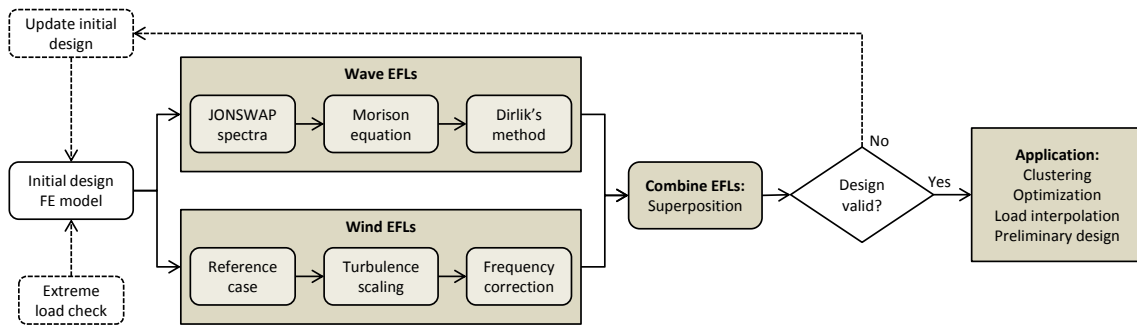 Update initial
design
Initial design
FE model
Extreme
load check
Wave EFLs
JONSWAP
spectra
Morison
equation
Dirlik's
method
Wind EFLs
Reference
case
Turbulence
scaling
Frequency
correction
Combine EFLs:
Superposition
Design
valid?
No
Yes
Application:
Clustering
Optimization
Load interpolation
Preliminary design